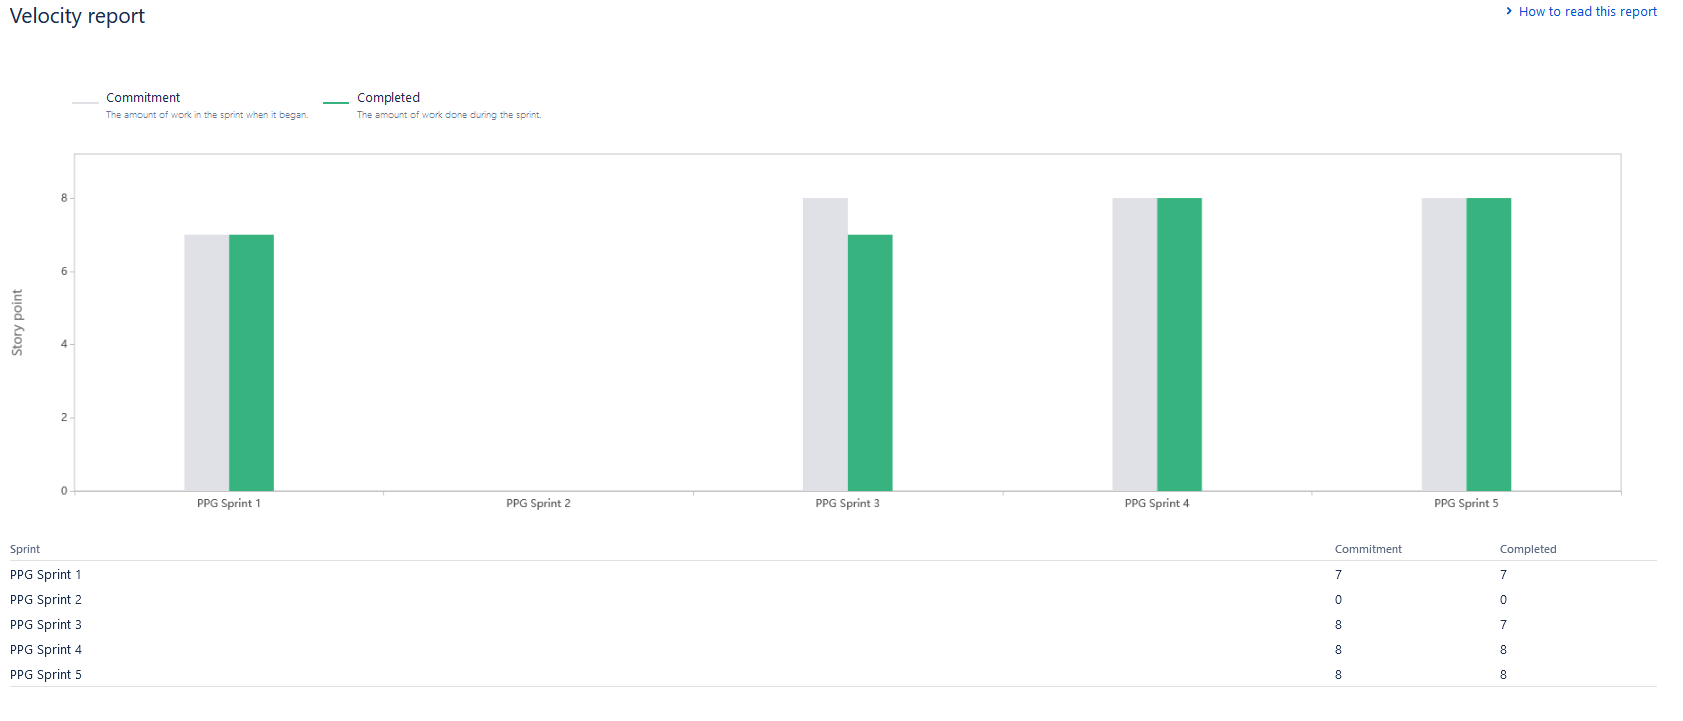 Velocity report
How to read this report
Commitment
The amount of work in the sprint when it began.
Completed
The amount of work done during the sprint.
Story point
8
6
4
2
0
PPG Sprint 1 PPG Sprint 2 PPG Sprint 3 PPG Sprint 4 PPG Sprint 5
Sprint Commitment Completed
PPG Sprint 1 7 7
PPG Sprint 2 0 0
PPG Sprint 3 8 7
PPG Sprint 4 8 8
PPG Sprint 5 8 8